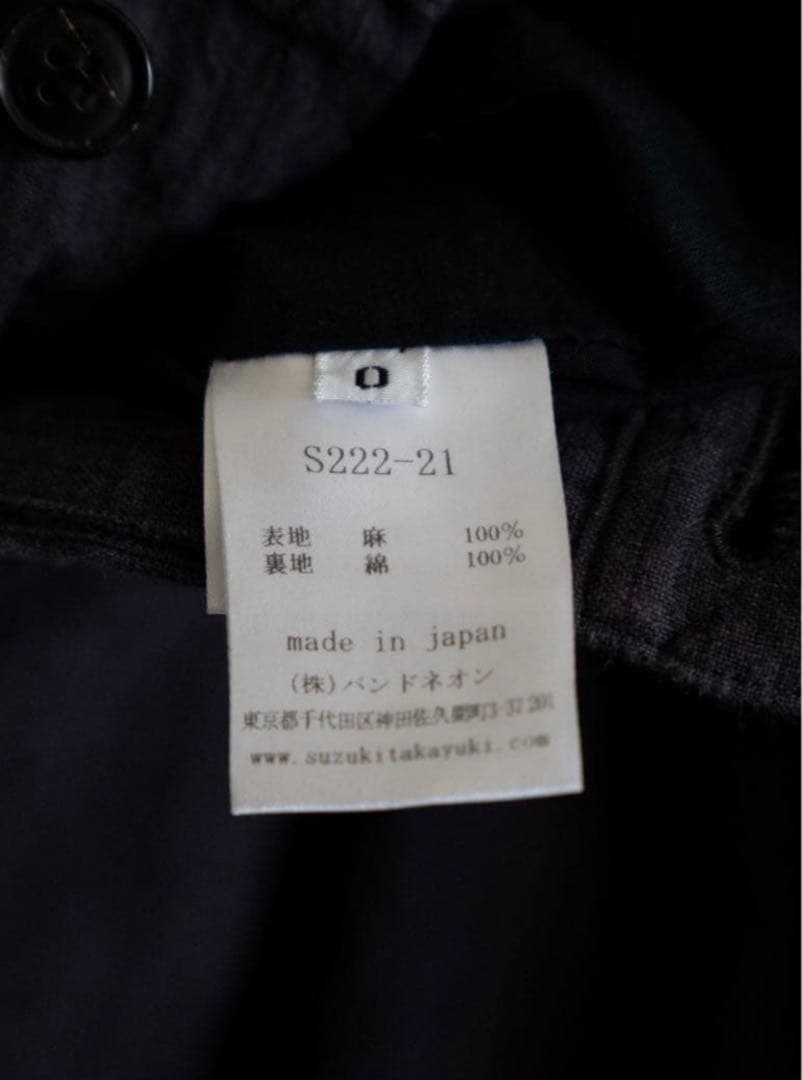 0
S222-21
表地 麻 100%
裏地 綿 100%
made in japan
(株)バンドネオン
東京都千代田区神田佐久間町3-37 201
www.suzukitakayuki.com